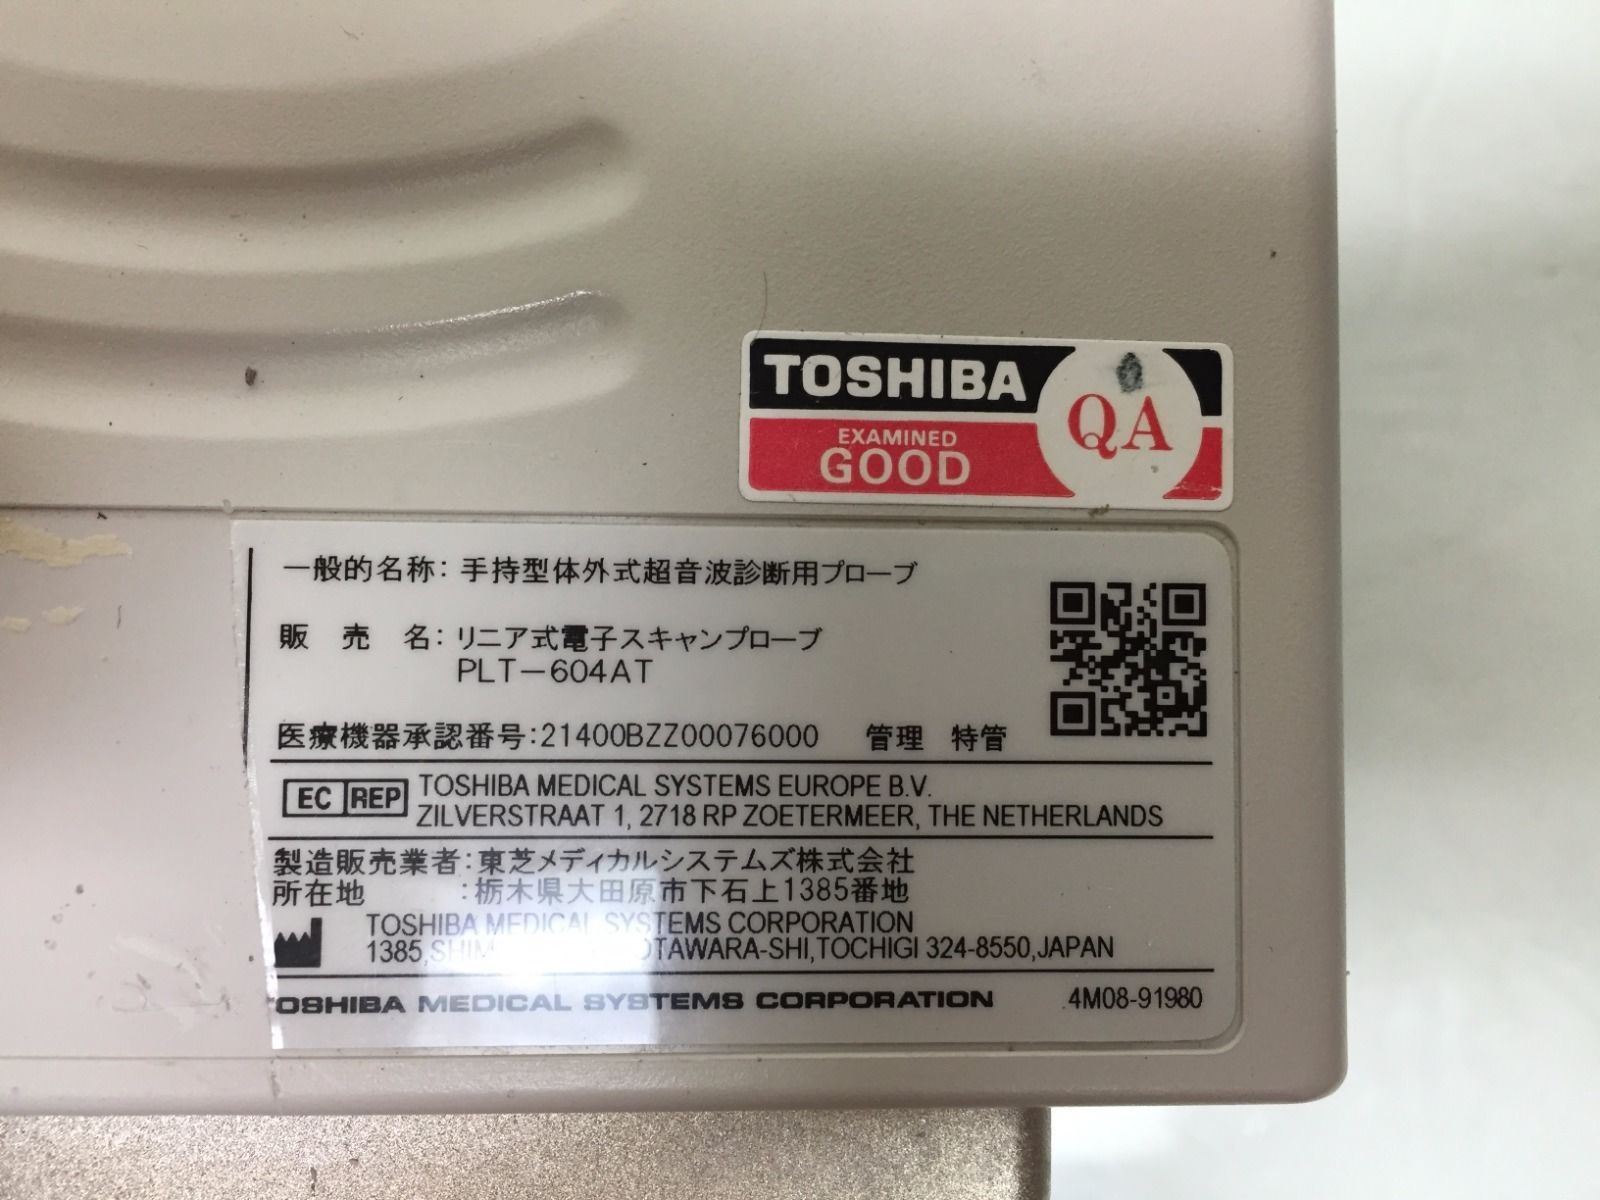 TOSHIBA
EXAMINED
GOOD
QA
一般的名称: 手持型体外式超音波診断用プローブ
販 売 名: リニア式電子スキャンプローブ
PLT-604AT
医療機器承認番号:21400BZZ00076000 管理 特管
EC REP TOSHIBA MEDICAL SYSTEMS EUROPE B.V.
ZILVERSTRAAT 1, 2718 RP ZOETERMEER, THE NETHERLANDS
製造販売業者:東芝メディカルシステムズ株式会社
所在地 :栃木県大田原市下石上1385番地
TOSHIBA MEDICAL SYSTEMS CORPORATION
1385, OTAWARA-SHI,TOCHIGI 324-8550,JAPAN
TOSHIBA MEDICAL SYSTEMS CORPORATION 4M08-91980